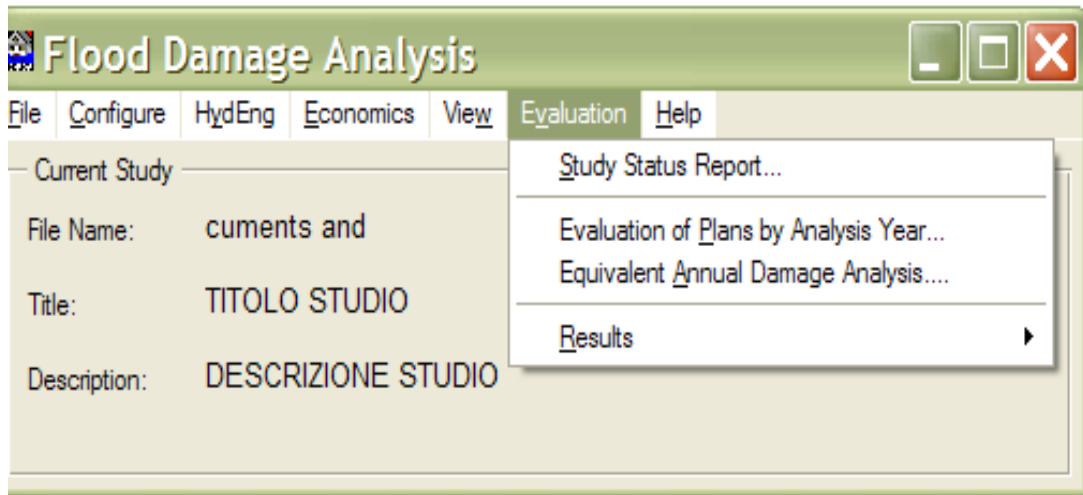 Flood Damage Analysis
File Configure HydEng Economics View Evaluation Help
Current Study
Study Status Report...
File Name: cuments and
Evaluation of Plans by Analysis Year...
Equivalent Annual Damage Analysis....
Title: TITOLO STUDIO
Results
Description: DESCRIZIONE STUDIO